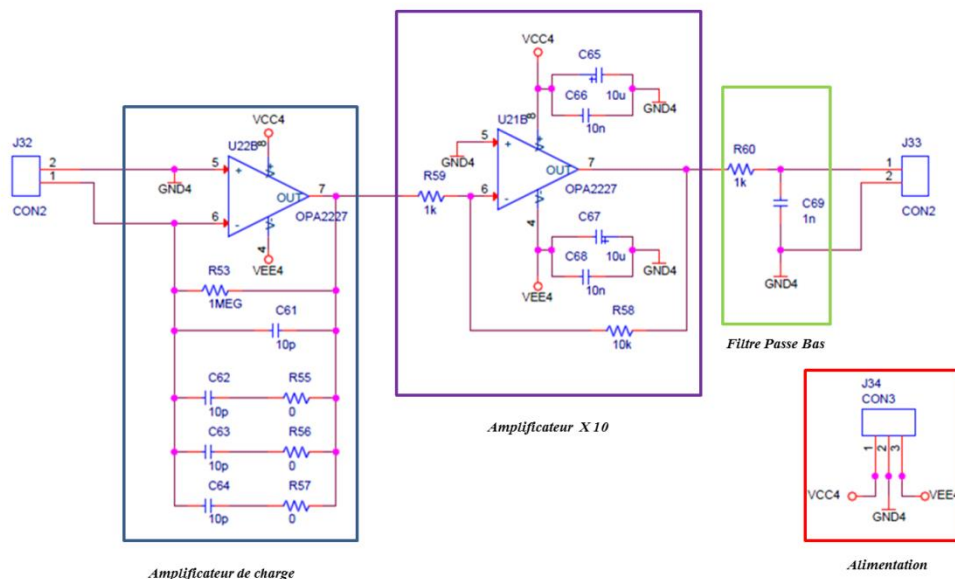 J32
2
1
CON2
VCC4
U22B
8
5
+
V+
GND4
OUT
7
6
-
V-
OPA2227
4
VEE4
R53
1MEG
C61
10p
C62
R55
10p
0
C63
R56
10p
0
C64
R57
10p
0
Amplificateur de charge
VCC4
C65
10u
C66
10n
GND4
U21B
8
5
+
V+
GND4
R59
1k
OUT
7
6
-
V-
OPA2227
4
C67
10u
C68
10n
GND4
VEE4
R58
10k
Amplificateur X 10
R60
1k
C69
1n
GND4
Filtre Passe Bas
J33
1
2
CON2
J34
CON3
1
2
3
VCC4
VEE4
GND4
Alimentation